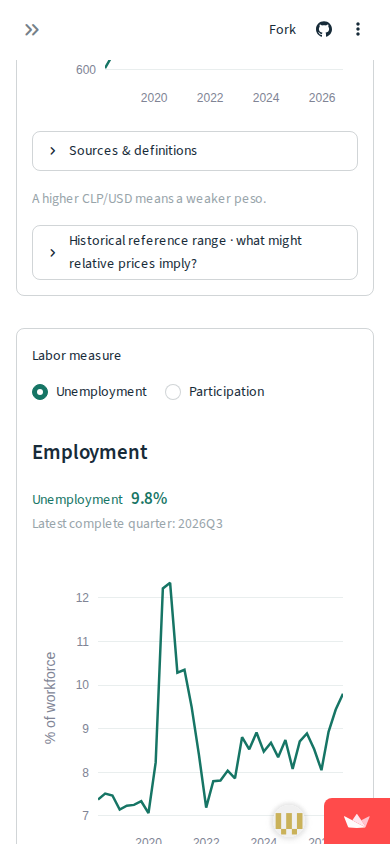 Fork
600
2020 2022 2024 2026
Sources & definitions
A higher CLP/USD means a weaker peso.
Historical reference range · what might
relative prices imply?
Labor measure
Unemployment Participation
Employment
Unemployment 9.8%
Latest complete quarter: 2026Q3
% of workforce
12
11
10
9
8
7
2020 2022 2024